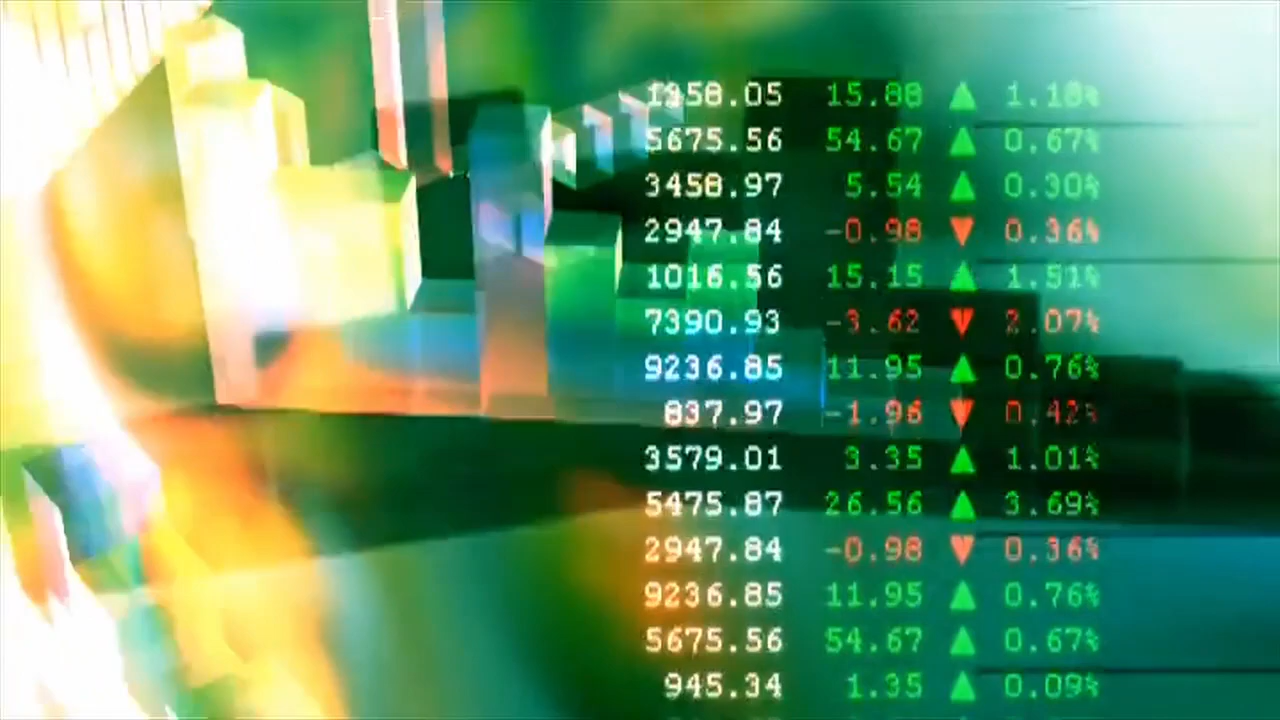 1358.05 15.88 ▲ 1.18%
5675.56 54.67 ▲ 0.67%
3458.97 5.54 ▲ 0.30%
2947.84 -0.98 ▼ 0.36%
1016.56 15.15 ▲ 1.51%
7390.93 -3.62 ▼ 2.07%
9236.85 11.95 ▲ 0.76%
837.97 -1.96 ▼ 0.42%
3579.01 3.35 ▲ 1.01%
5475.87 26.56 ▲ 3.69%
2947.84 -0.98 ▼ 0.36%
9236.85 11.95 ▲ 0.76%
5675.56 54.67 ▲ 0.67%
945.34 1.35 ▲ 0.09%